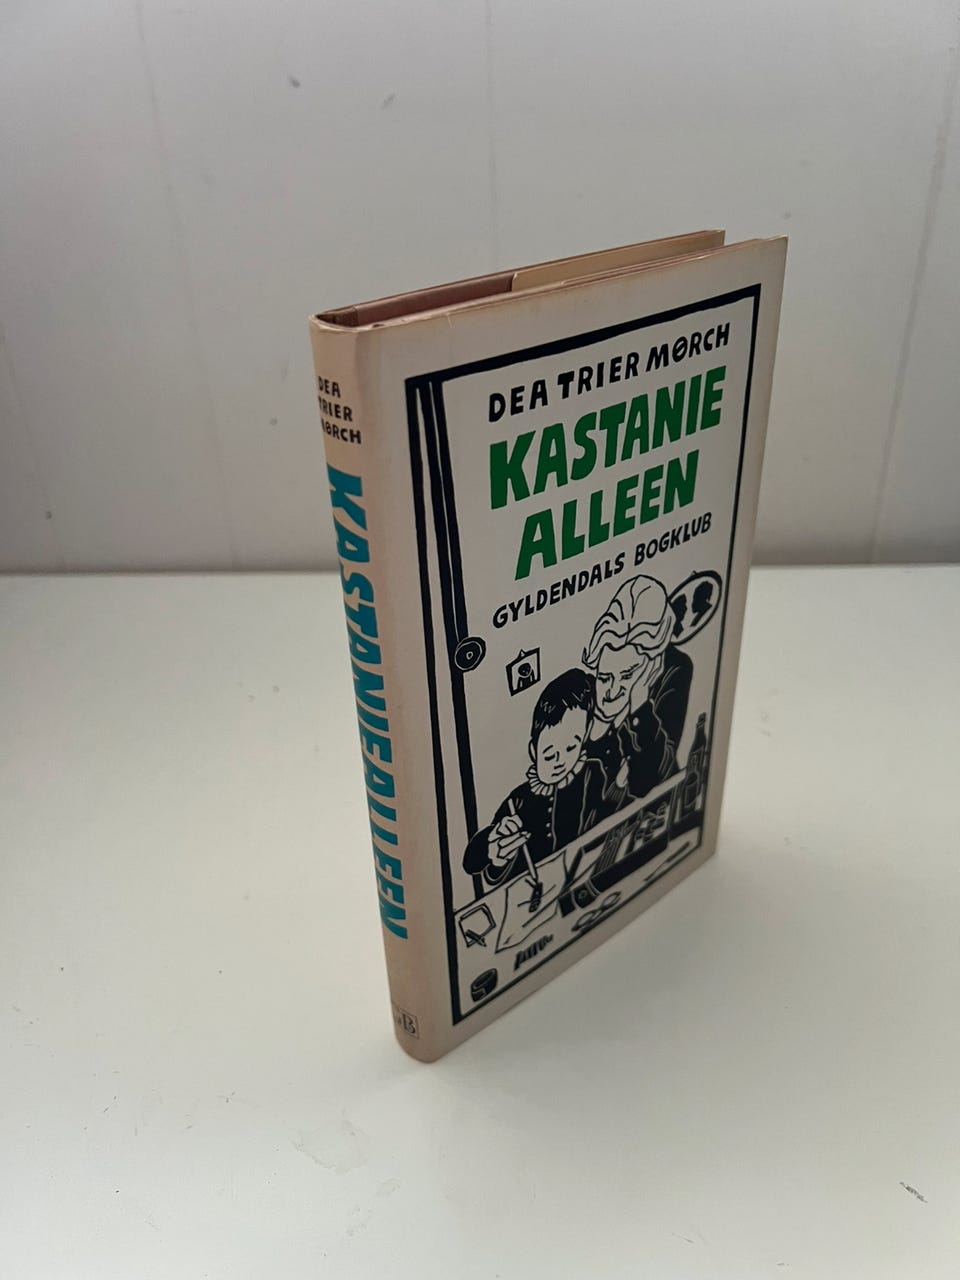 DEA
TRIER
MØRCH
KASTANIEALLEEN
DEA TRIER MØRCH
KASTANIE
ALLEEN
GYLDENDALS BOGKLUB